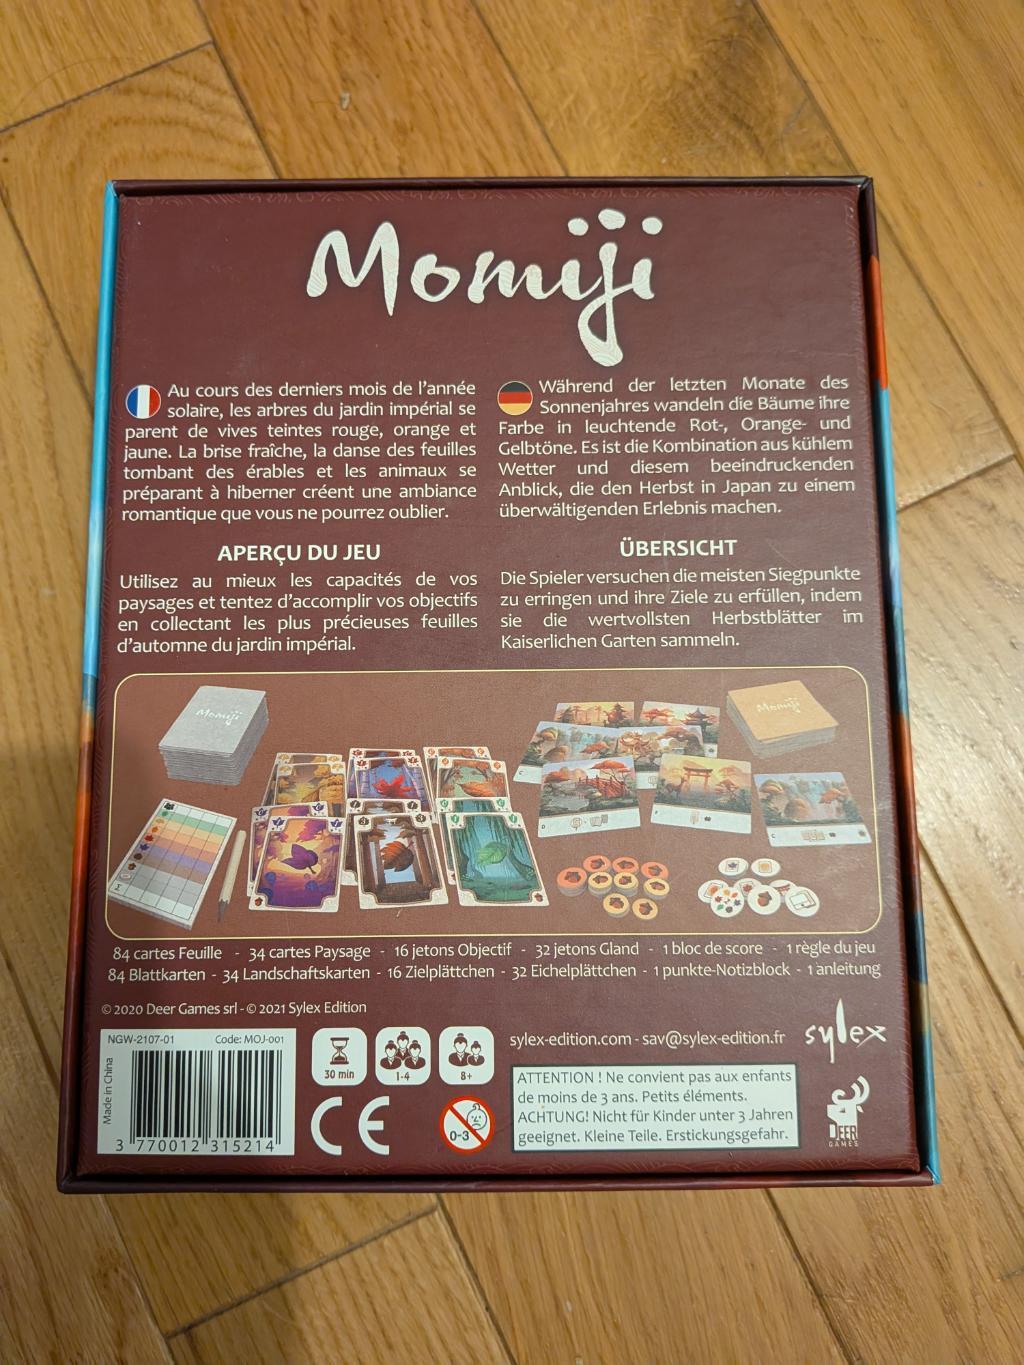 Momiji
Au cours des derniers mois de l'année
solaire, les arbres du jardin impérial se
parent de vives teintes rouge, orange et
jaune. La brise fraîche, la danse des feuilles
tombant des érables et les animaux se
préparant à hiberner créent une ambiance
romantique que vous ne pourrez oublier.
APERÇU DU JEU
Utilisez au mieux les capacités de vos
paysages et tentez d'accomplir vos objectifs
en collectant les plus précieuses feuilles
d'automne du jardin impérial.
Während der letzten Monate des
Sonnenjahres wandeln die Bäume ihre
Farbe in leuchtende Rot-, Orange- und
Gelbtöne. Es ist die Kombination aus kühlem
Wetter und diesem beeindruckenden
Anblick, die den Herbst in Japan zu einem
überwältigenden Erlebnis machen.
ÜBERSICHT
Die Spieler versuchen die meisten Siegpunkte
zu erringen und ihre Ziele zu erfüllen, indem
sie die wertvollsten Herbstblätter im
Kaiserlichen Garten sammeln.
Momiji
Momiji
84 cartes Feuille - 34 cartes Paysage - 16 jetons Objectif - 32 jetons Gland - 1 bloc de score - 1 règle du jeu
84 Blattkarten - 34 Landschaftskarten - 16 Zielplättchen - 32 Eichelplättchen - 1 punkte-Notizblock - 1 anleitung
© 2020 Deer Games srl - © 2021 Sylex Edition
NGW-2107-01 Code: MOJ-001
Made in China
3 770012 315214
30 min
1-4
8+
CE
0-3
sylex-edition.com - sav@sylex-edition.fr
ATTENTION ! Ne convient pas aux enfants
de moins de 3 ans. Petits éléments.
ACHTUNG! Nicht für Kinder unter 3 Jahren
geeignet. Kleine Teile. Erstickungsgefahr.
sylex
DEER
GAMES